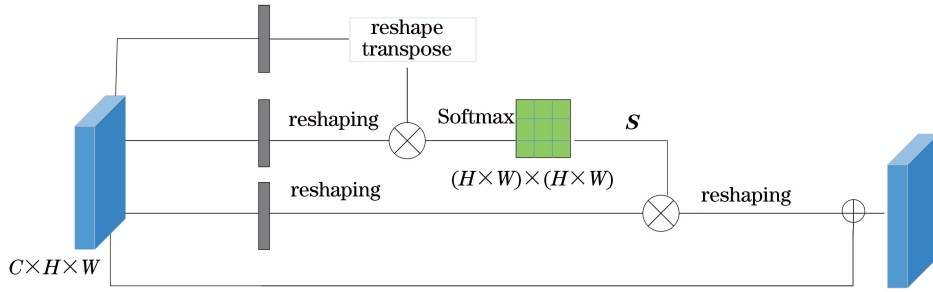 reshape
transpose
reshaping
Softmax
S
(H×W)×(H×W)
reshaping
reshaping
C×H×W